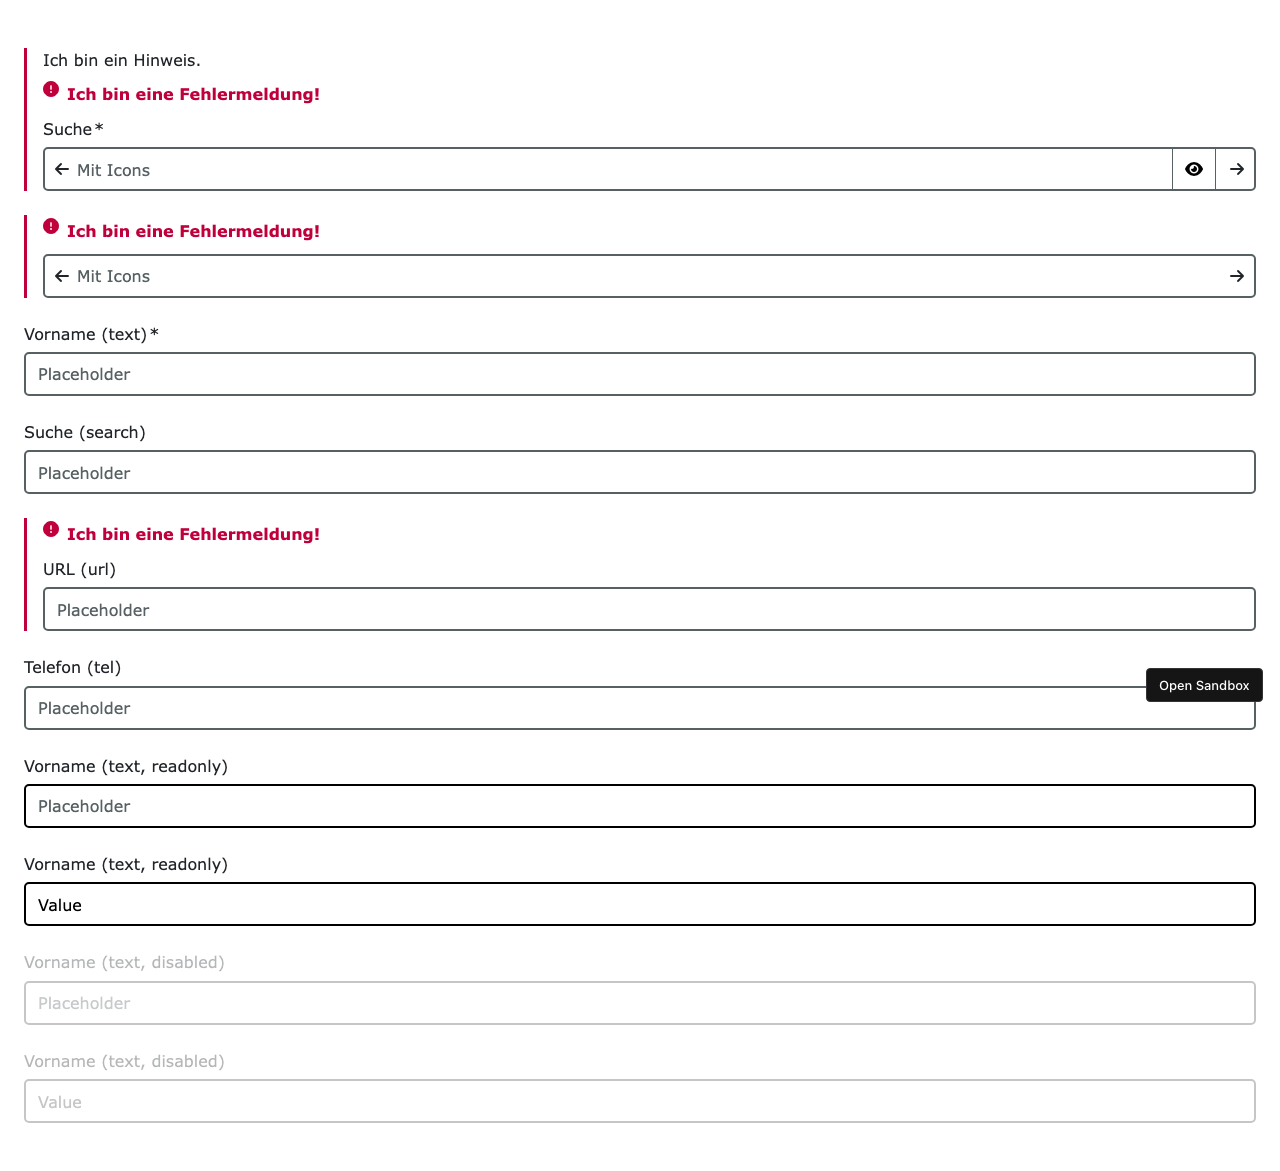 Ich bin ein Hinweis.
Ich bin eine Fehlermeldung!
Suche*
Mit Icons
Ich bin eine Fehlermeldung!
Mit Icons
Vorname (text)*
Placeholder
Suche (search)
Placeholder
Ich bin eine Fehlermeldung!
URL (url)
Placeholder
Telefon (tel)
Open Sandbox
Placeholder
Vorname (text, readonly)
Placeholder
Vorname (text, readonly)
Value
Vorname (text, disabled)
Placeholder
Vorname (text, disabled)
Value